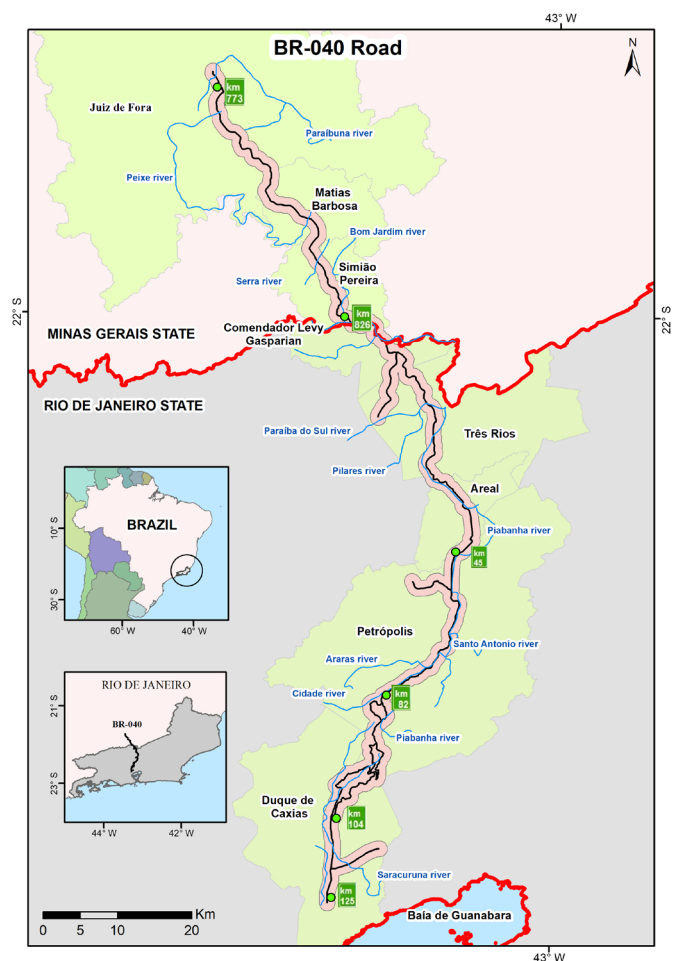 43° W
BR-040 Road
N
km
773
Juiz de Fora
Paraíbuna river
Peixe river
Matias
Barbosa
Bom Jardim river
Simião
Pereira
Serra river
km
826
22° S
22° S
Comendador Levy
Gasparian
MINAS GERAIS STATE
RIO DE JANEIRO STATE
Paraíba do Sul river
Três Rios
Pilares river
Areal
Piabanha river
km
45
BRAZIL
10° S
30° S
60° W
40° W
Petrópolis
Santo Antonio river
Araras river
Cidade river
km
82
Piabanha river
RIO DE JANEIRO
BR-040
21° S
23° S
44° W
42° W
Duque de
Caxias
km
104
Saracuruna river
km
125
Baia de Guanabara
Km
0
5
10
20
43° W